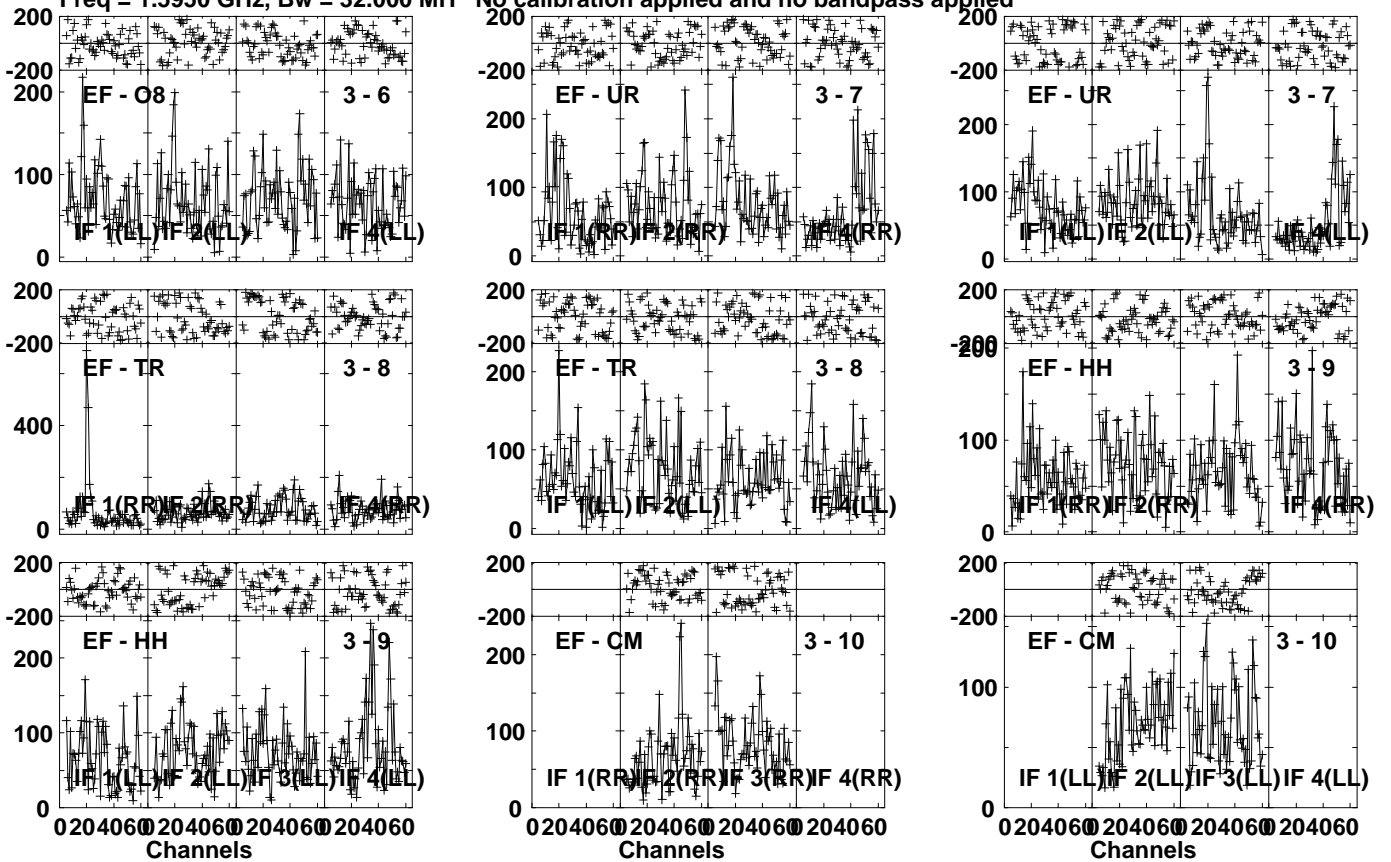 Freq = 1.5950 GHz, Bw = 32.000 MH No calibration applied and no bandpass applied
200 200 200
-200 -200 -200
EF - O8 3 - 6 EF - UR 3 - 7 EF - UR 3 - 7
200 200 200
100 100 100
0 0 0
IF 1(LL) IF 2(LL) IF 4(LL) IF 1(RR) IF 2(RR) IF 4(RR) IF 1(LL) IF 2(LL) IF 4(LL)
200 200 200
-200 -200 -200
EF - TR 3 - 8 EF - TR 3 - 8 EF - HH 3 - 9
400 200 200
100 100
0 0 0
IF 1(RR) IF 2(RR) IF 4(RR) IF 1(LL) IF 2(LL) IF 4(LL) IF 1(RR) IF 2(RR) IF 4(RR)
200 200 200
-200 -200 -200
EF - HH 3 - 9 EF - CM 3 - 10 EF - CM 3 - 10
200 200
100 100 100
0 0 0
IF 1(LL) IF 2(LL) IF 3(LL) IF 4(LL) IF 1(RR) IF 2(RR) IF 3(RR) IF 4(RR) IF 1(LL) IF 2(LL) IF 3(LL) IF 4(LL)
0 20 40 60 0 20 40 60 0 20 40 60 0 20 40 60 0 20 40 60 0 20 40 60 0 20 40 60 0 20 40 60 0 20 40 60 0 20 40 60 0 20 40 60 0 20 40 60
Channels Channels Channels